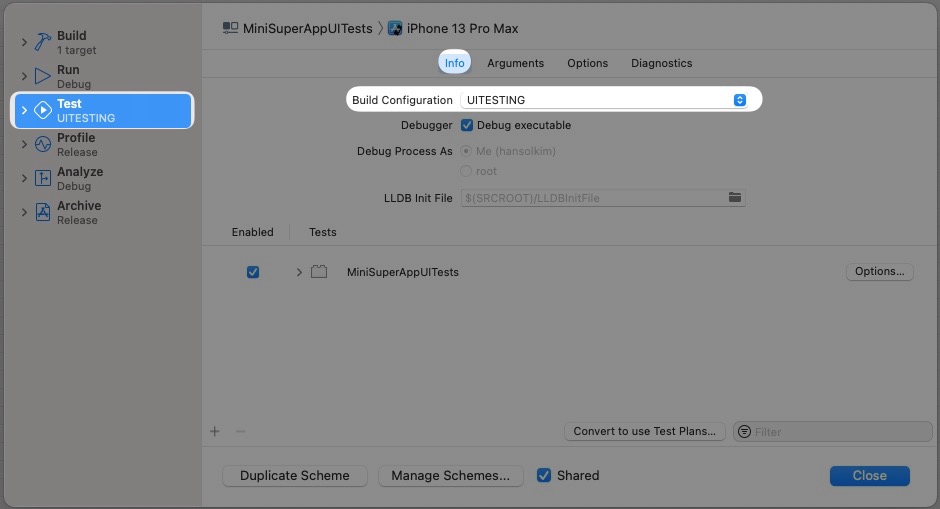 Build
1 target
Run
Debug
Test
UITESTING
Profile
Release
Analyze
Debug
Archive
Release
MiniSuperAppUITests iPhone 13 Pro Max
Info Arguments Options Diagnostics
Build Configuration UITESTING
Debugger Debug executable
Debug Process As Me (hansolkim)
root
LLDB Init File $(SRCROOT)/LLDBInitFile
Enabled Tests
MiniSuperAppUITests Options...
+ − Convert to use Test Plans... Filter
Duplicate Scheme Manage Schemes... Shared Close